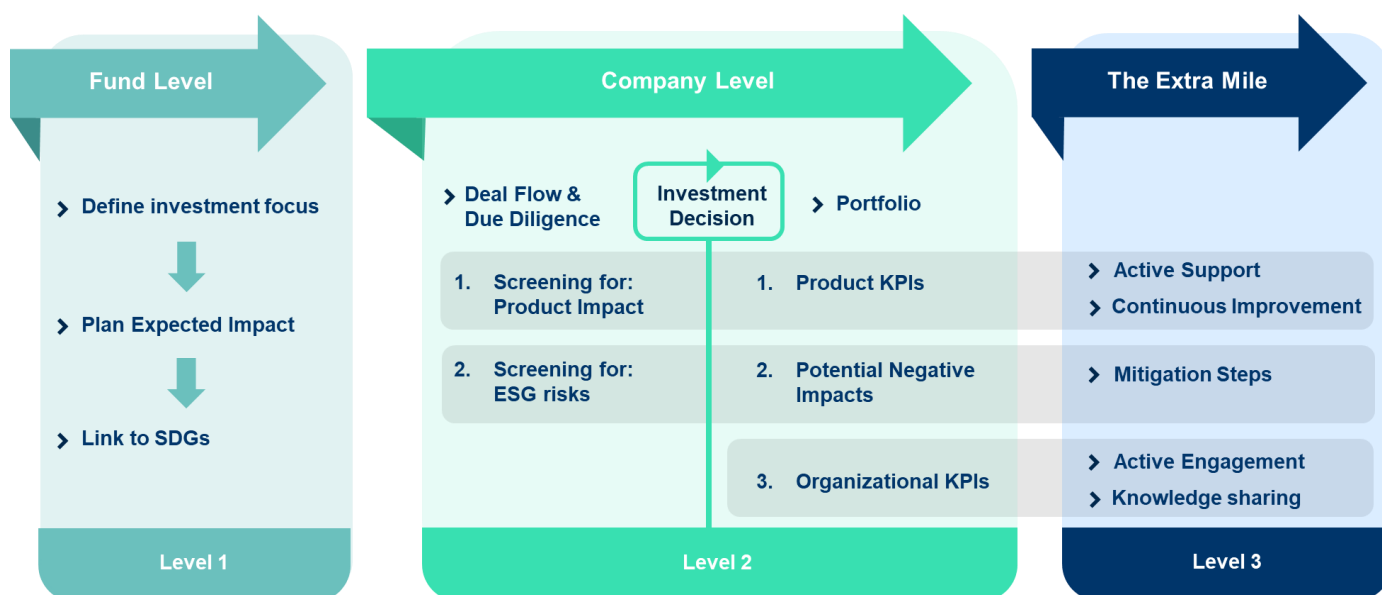 Fund Level
Define investment focus
Plan Expected Impact
Link to SDGs
Level 1
Company Level
Deal Flow &
Due Diligence
Investment
Decision
Portfolio
1. Screening for:
Product Impact
1. Product KPIs
2. Screening for:
ESG risks
2. Potential Negative
Impacts
3. Organizational KPIs
Level 2
The Extra Mile
Active Support
Continuous Improvement
Mitigation Steps
Active Engagement
Knowledge sharing
Level 3